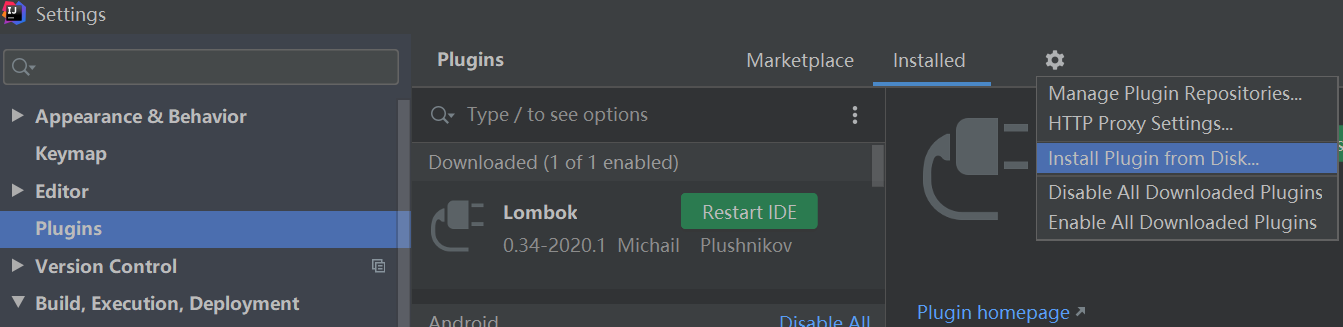 Settings
Plugins
Marketplace
Installed
Type / to see options
Appearance & Behavior
Keymap
Editor
Plugins
Version Control
Build, Execution, Deployment
Downloaded (1 of 1 enabled)
Lombok
Restart IDE
0.34-2020.1 Michail Plushnikov
Android
Disable All
Manage Plugin Repositories...
HTTP Proxy Settings...
Install Plugin from Disk...
Disable All Downloaded Plugins
Enable All Downloaded Plugins
Plugin homepage